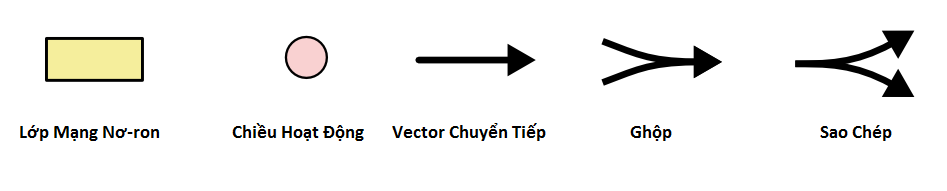 Lớp Mạng Nơ-ron
Chiều Hoạt Động
Vector Chuyển Tiếp
Ghộp
Sao Chép